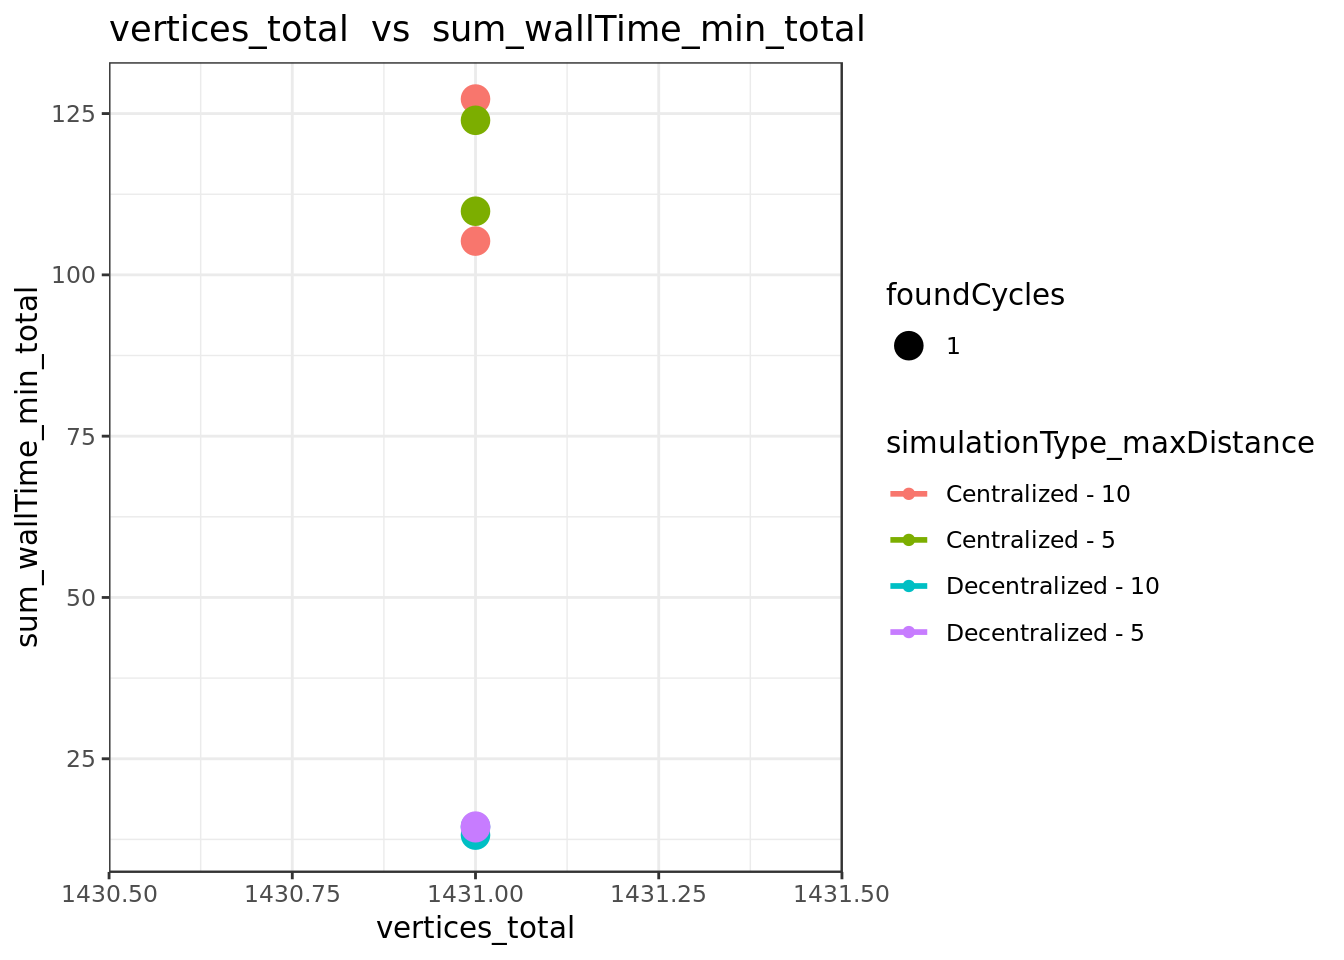 vertices_total vs sum_wallTime_min_total
sum_wallTime_min_total
125
100
75
50
25
1430.50 1430.75 1431.00 1431.25 1431.50
vertices_total
foundCycles
1
simulationType_maxDistance
Centralized - 10
Centralized - 5
Decentralized - 10
Decentralized - 5